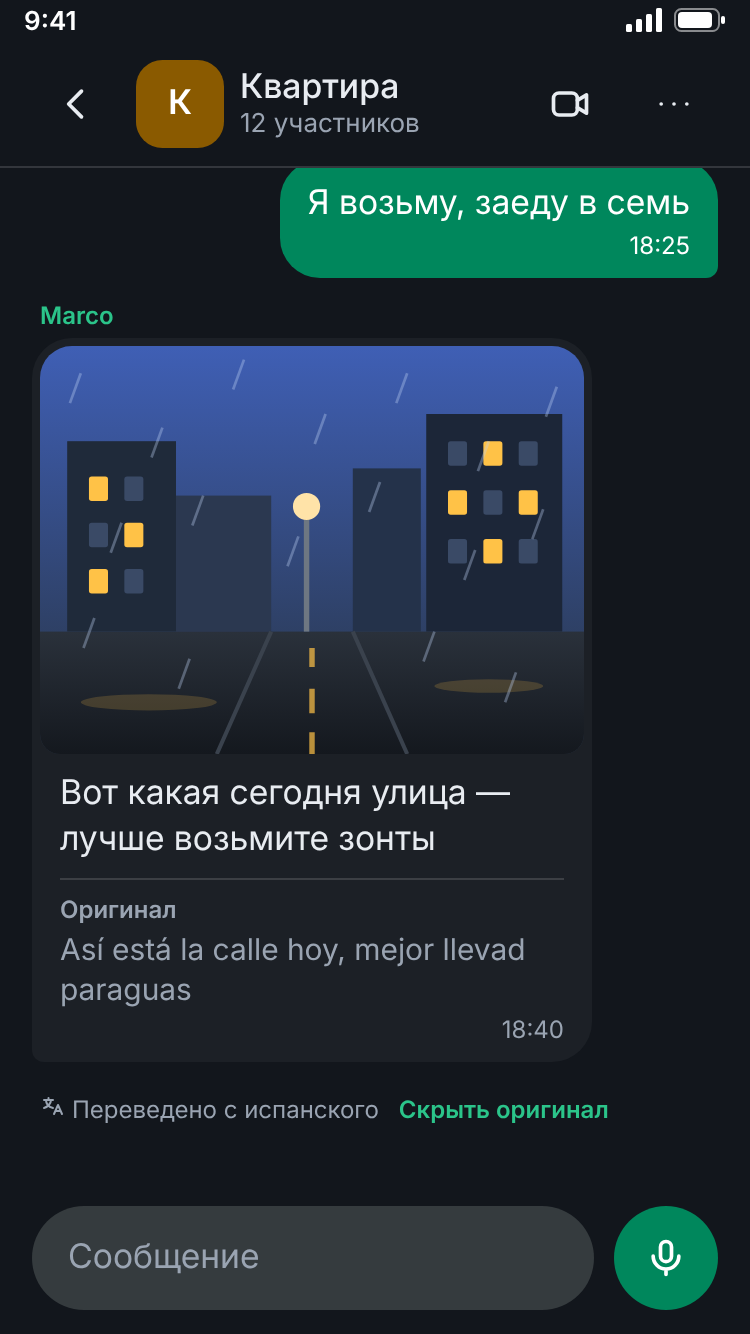 9:41
К
Квартира
12 участников
Я возьму, заеду в семь
18:25
Marco
Вот какая сегодня улица —
лучше возьмите зонты
Оригинал
Así está la calle hoy, mejor llevad
paraguas
18:40
Переведено с испанского Скрыть оригинал
Сообщение